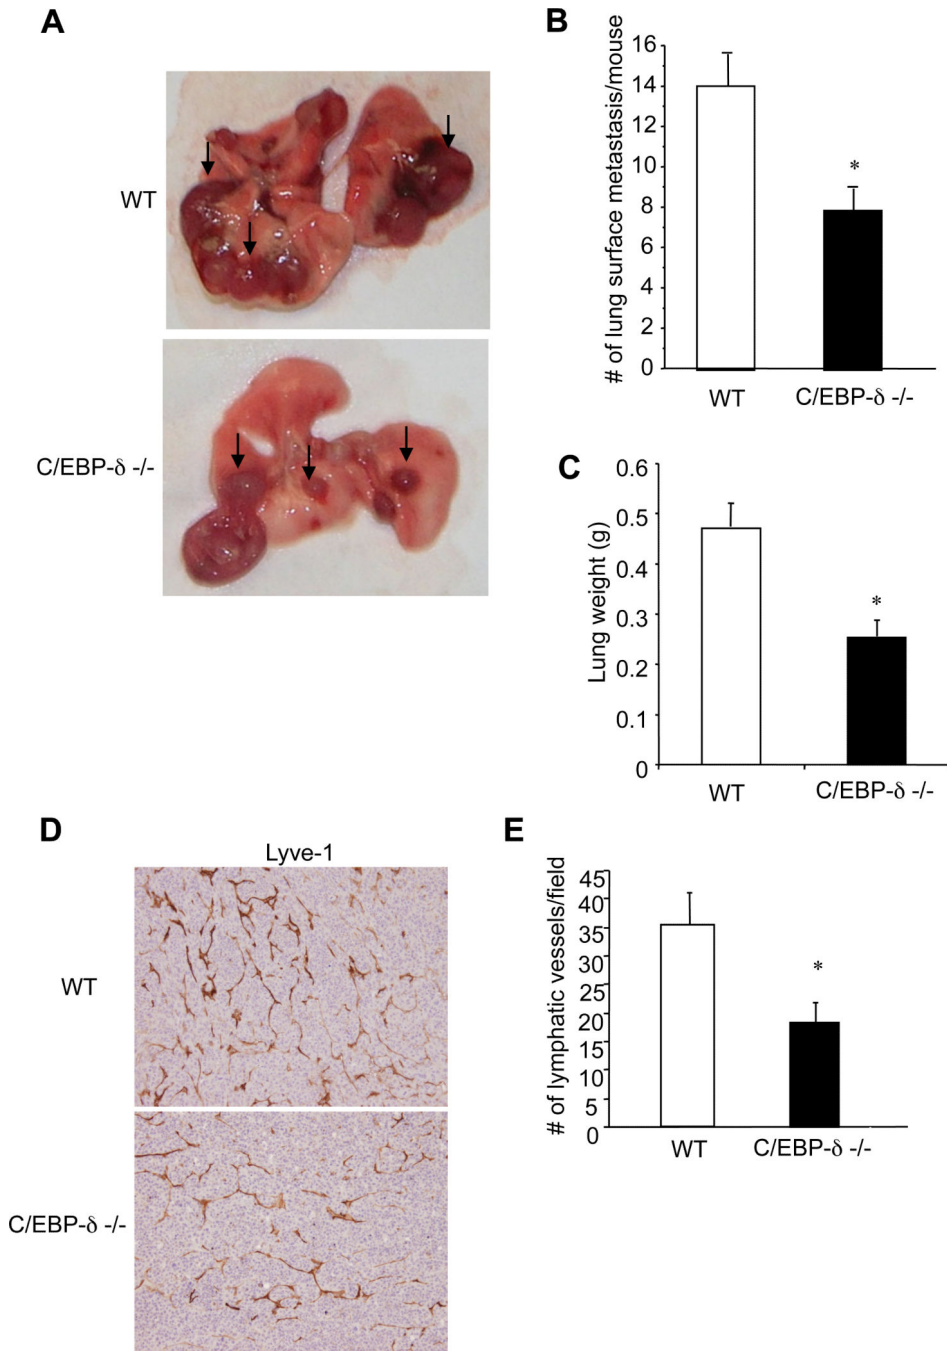 A
WT
C/EBP-δ -/-
B
# of lung surface metastasis/mouse
16
14
12
10
8
6
4
2
0
*
WT
C/EBP-δ -/-
C
Lung weight (g)
0.6
0.5
0.4
0.3
0.2
0.1
0
*
WT
C/EBP-δ -/-
D
Lyve-1
WT
C/EBP-δ -/-
E
# of lymphatic vessels/field
45
40
35
30
25
20
15
10
5
0
*
WT
C/EBP-δ -/-